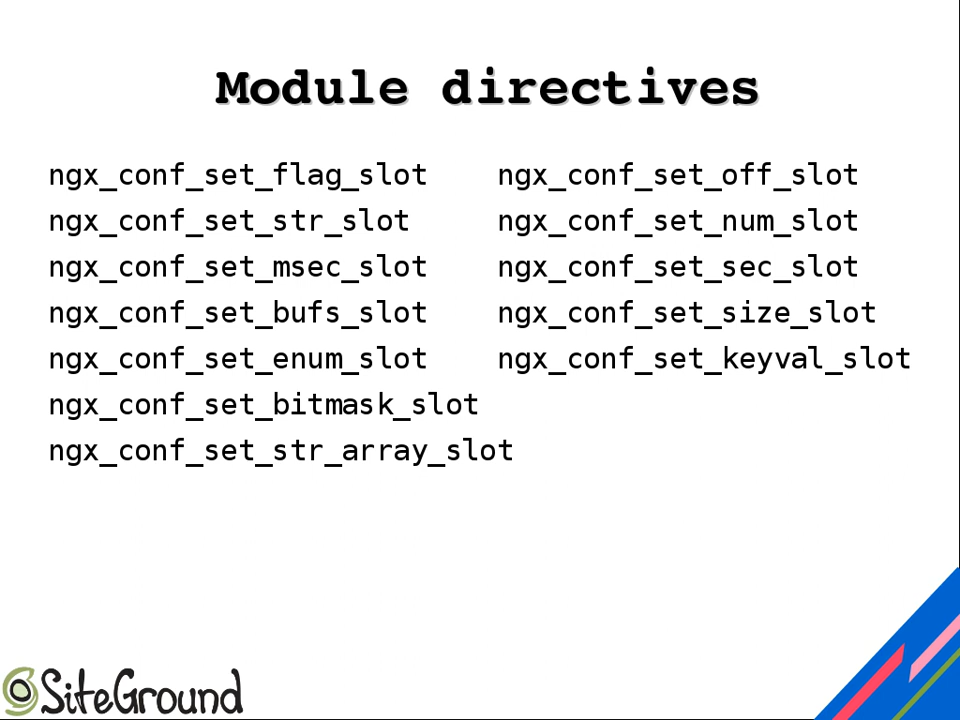 Module directives
ngx_conf_set_flag_slot ngx_conf_set_off_slot
ngx_conf_set_str_slot ngx_conf_set_num_slot
ngx_conf_set_msec_slot ngx_conf_set_sec_slot
ngx_conf_set_bufs_slot ngx_conf_set_size_slot
ngx_conf_set_enum_slot ngx_conf_set_keyval_slot
ngx_conf_set_bitmask_slot
ngx_conf_set_str_array_slot
SiteGround